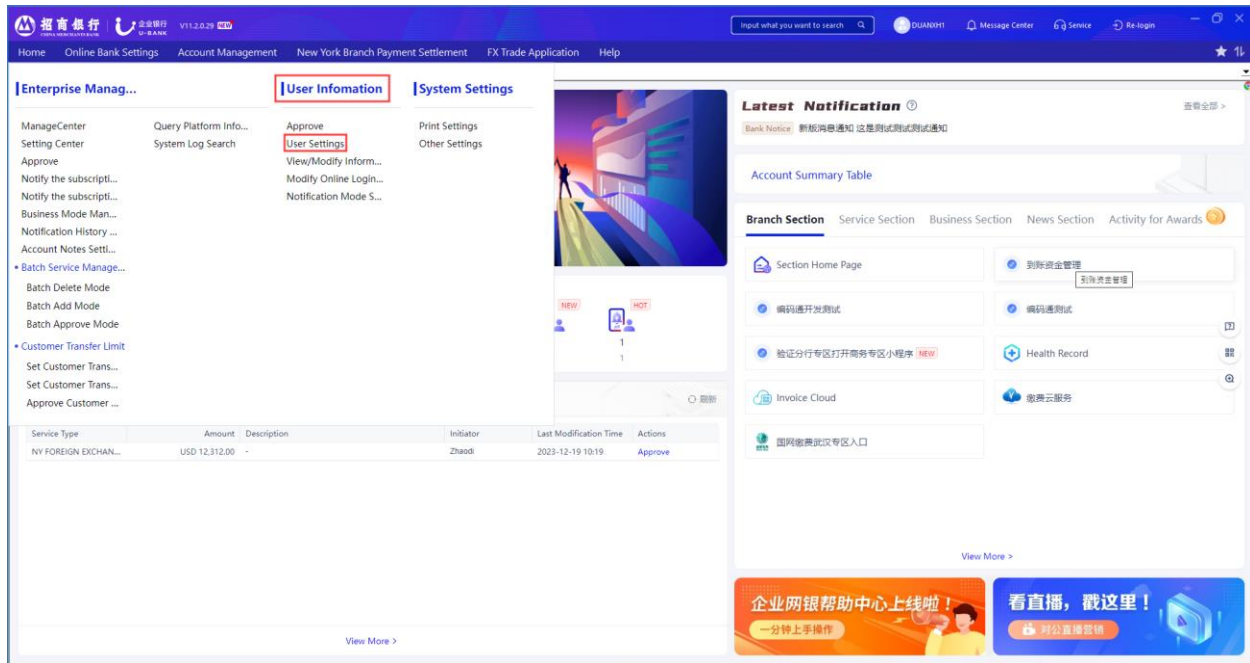 招商银行 CHINA MERCHANTS BANK 企业银行 U-BANK V11.2.0.29 NEW Input what you want to search DUANXH1 Message Center Service Re-login
Home Online Bank Settings Account Management New York Branch Payment Settlement FX Trade Application Help
Enterprise Manag... User Infomation System Settings
ManageCenter Query Platform Info... Approve Print Settings
Setting Center System Log Search User Settings Other Settings
Approve View/Modify Inform...
Notify the subscripti... Modify Online Login...
Notify the subscripti... Notification Mode S...
Business Mode Man...
Notification History ...
Account Notes Setti...
• Batch Service Manage...
Batch Delete Mode
Batch Add Mode
Batch Approve Mode
• Customer Transfer Limit
Set Customer Trans...
Set Customer Trans...
Approve Customer ...
NEW HOT
1
1
刷新
Service Type Amount Description Initiator Last Modification Time Actions
NY FOREIGN EXCHAN... USD 12,312.00 - Zhaodi 2023-12-19 10:19 Approve
View More >
Latest Notification 查看全部 >
Bank Notice 新版消息通知 这是测试测试测试通知
Account Summary Table
Branch Section Service Section Business Section News Section Activity for Awards
Section Home Page 到账资金管理
到账资金管理
编码通开发测试 编码通测试
验证分行专区打开商务专区小程序 NEW Health Record
Invoice Cloud 缴费云服务
国网缴费武汉专区入口
View More >
企业网银帮助中心上线啦！
一分钟上手操作
看直播，戳这里！
对公直播营销